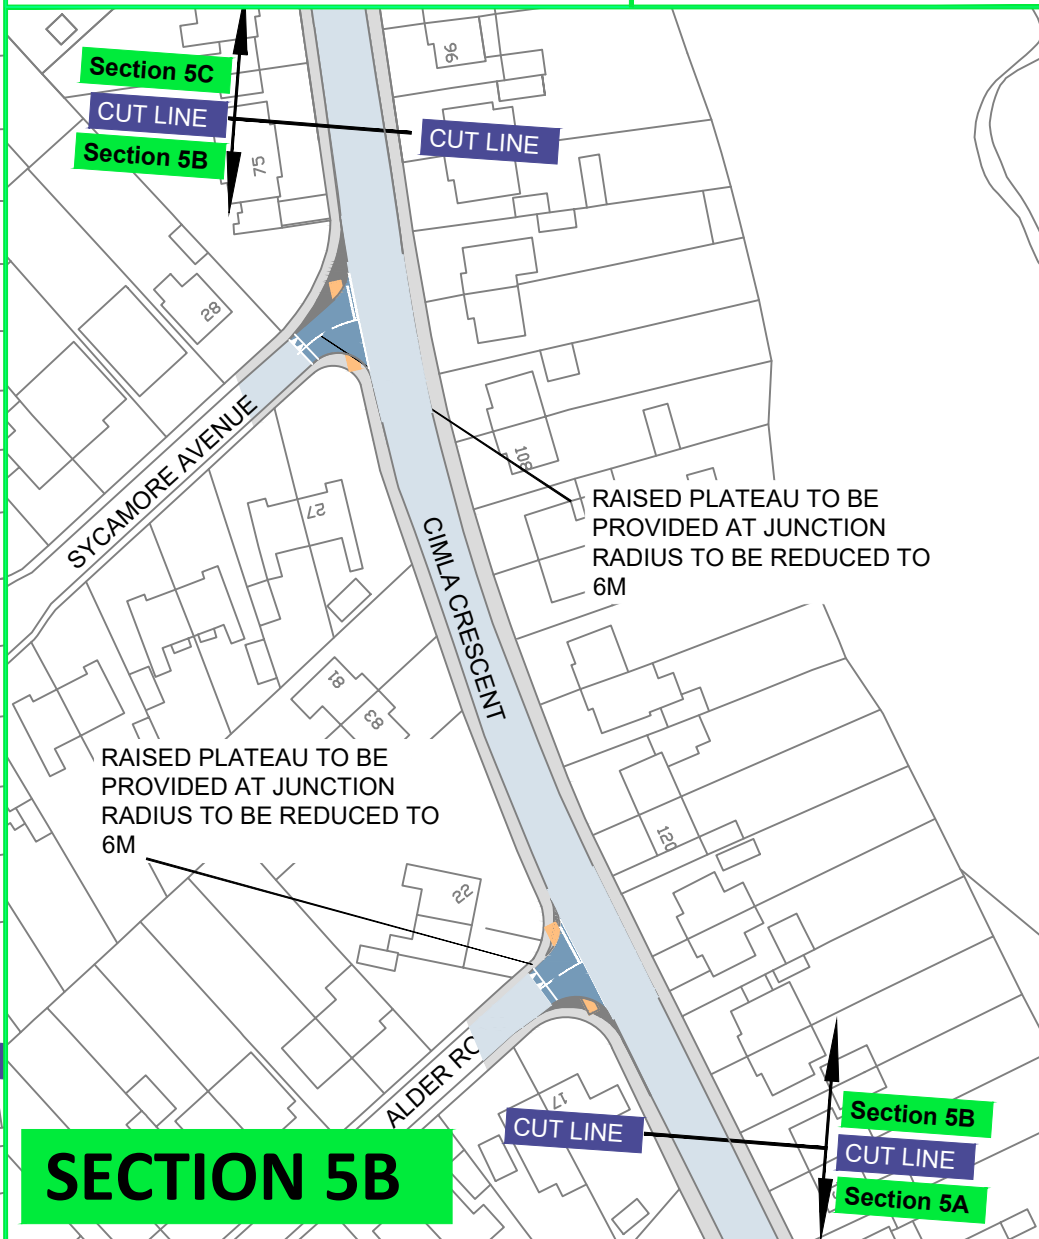 96
Section 5C
CUT LINE
Section 5B
CUT LINE
75
28
SYCAMORE AVENUE
108
27
RAISED PLATEAU TO BE
PROVIDED AT JUNCTION
RADIUS TO BE REDUCED TO
6M
CIMLA CRESCENT
81
83
RAISED PLATEAU TO BE
PROVIDED AT JUNCTION
RADIUS TO BE REDUCED TO
6M
120
22
ALDER RO
17
CUT LINE
Section 5B
CUT LINE
Section 5A
SECTION 5B